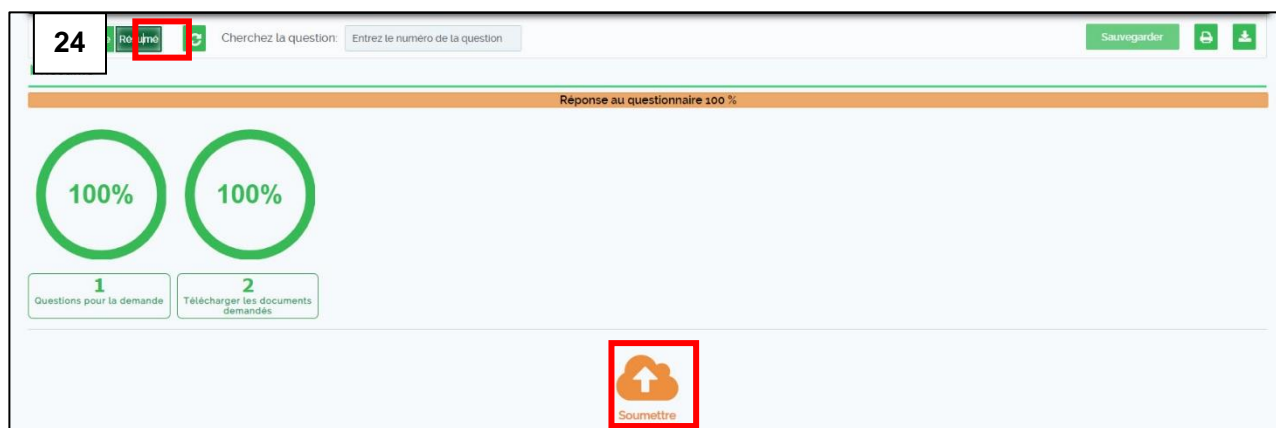 24
Résumé
Cherchez la question:
Entrez le numéro de la question
Sauvegarder
Réponse au questionnaire 100 %
100%
100%
1
Questions pour la demande
2
Télécharger les documents
demandés
Soumettre